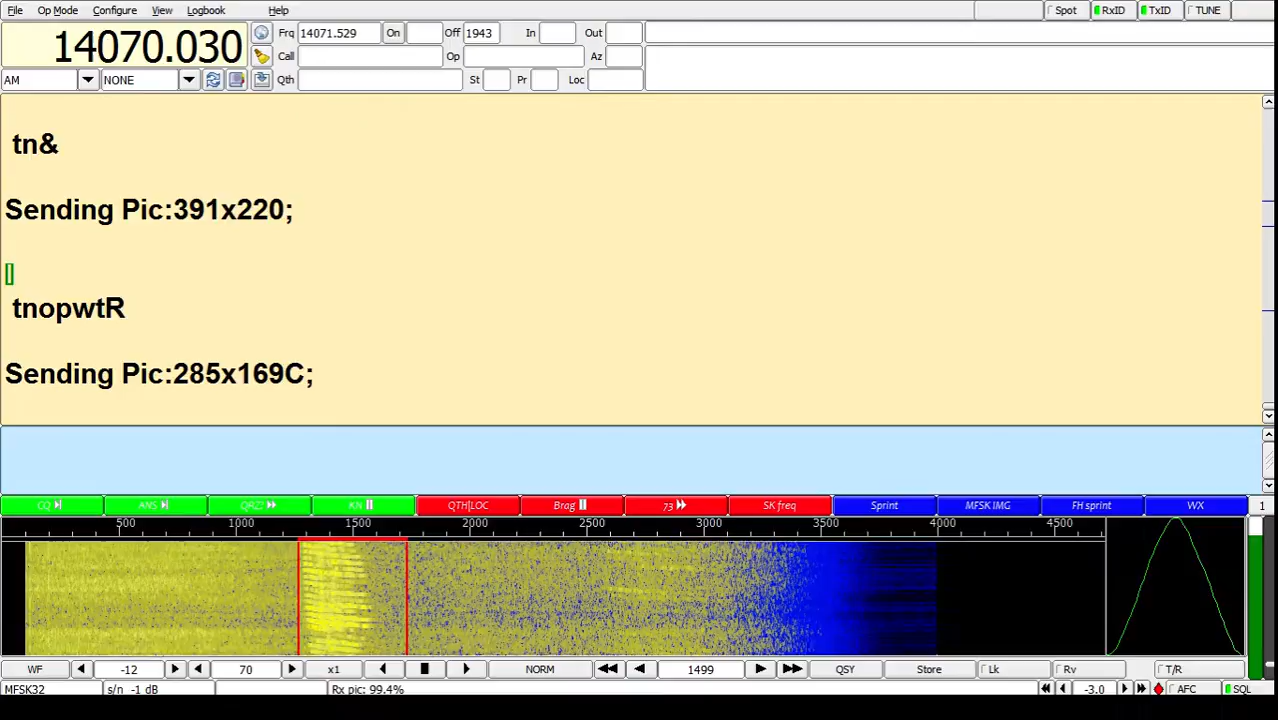 File Op Mode Configure View Logbook Help Spot RxID TxID TUNE
14070.030 Frq 14071.529 On Off 1943 In Out
Call Op Az
AM NONE Qth St Pr Loc
tn&
Sending Pic:391x220;
[]
tnopwtR
Sending Pic:285x169C;
CQ ANS QRZ! KN QTH|LOC Brag 73 SK freq Sprint MFSK IMG FH sprint WX 1
500 1000 1500 2000 2500 3000 3500 4000 4500
WF -12 70 x1 NORM 1499 QSY Store Lk Rv T/R
MFSK32 s/n -1 dB Rx pic: 99.4% -3.0 AFC SQL